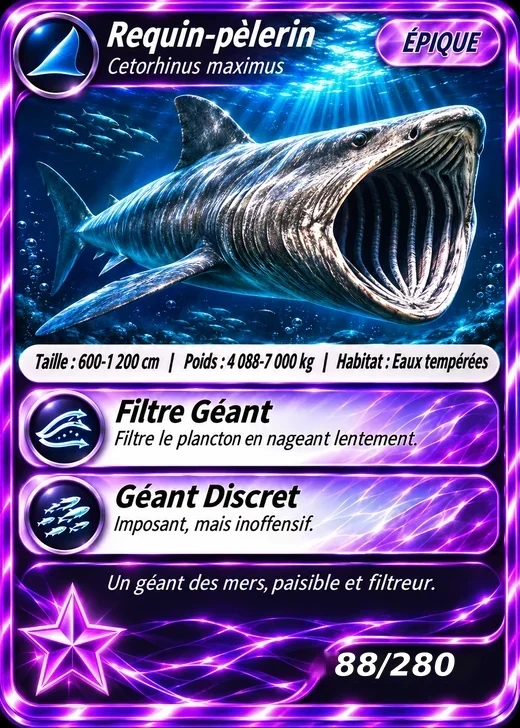 Requin-pèlerin
ÉPIQUE
Cetorhinus maximus
Taille : 600-1 200 cm | Poids : 4 088-7 000 kg | Habitat : Eaux tempérées
Filtre Géant
Filtre le plancton en nageant lentement.
Géant Discret
Imposant, mais inoffensif.
Un géant des mers, paisible et filtreur.
88/280